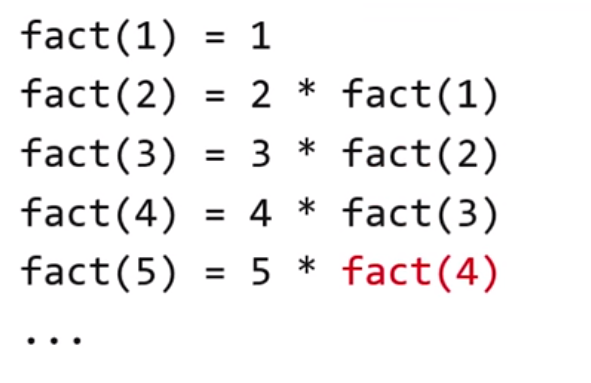 fact(1) = 1
fact(2) = 2 * fact(1)
fact(3) = 3 * fact(2)
fact(4) = 4 * fact(3)
fact(5) = 5 * fact(4)
...